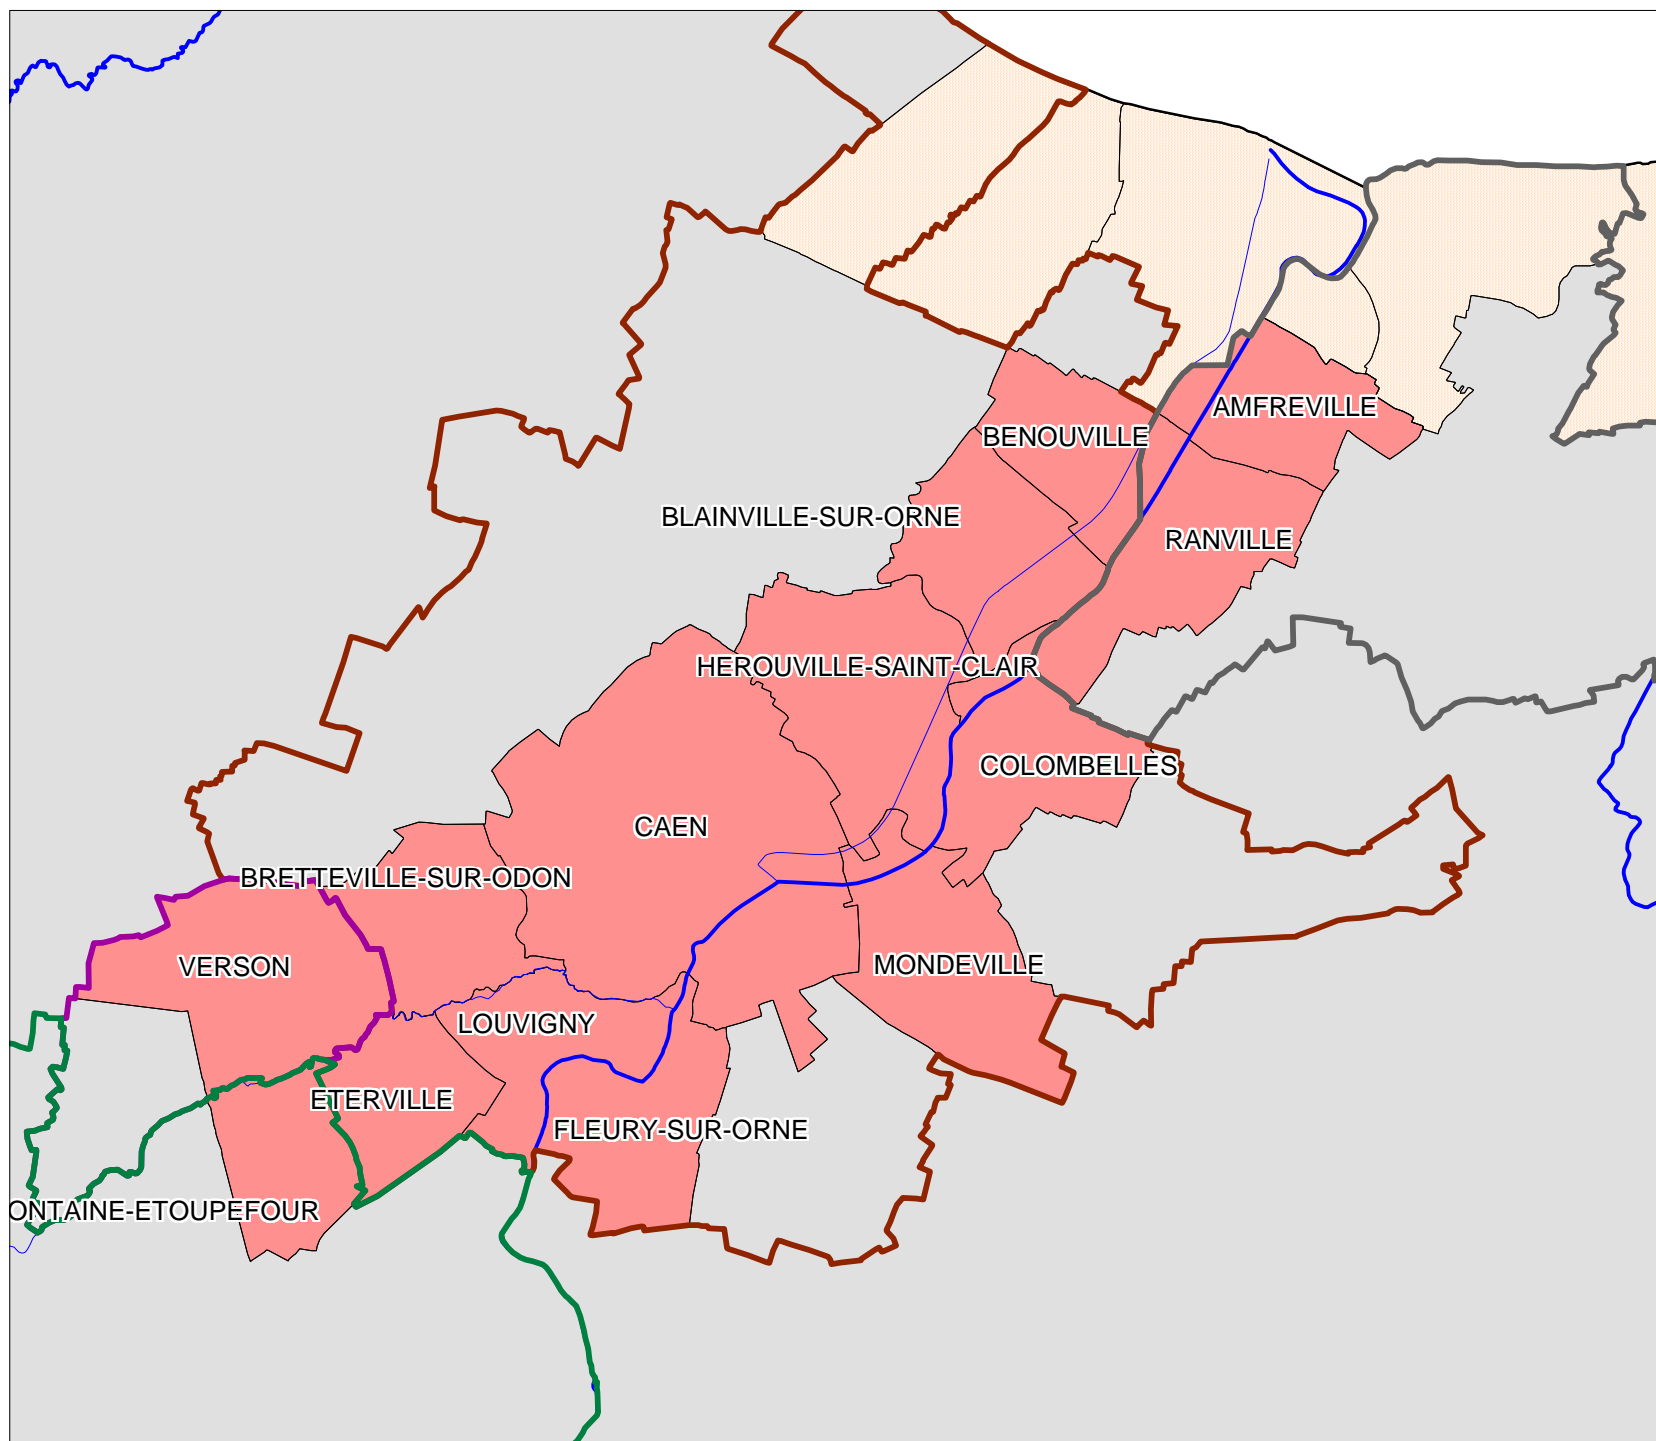 AMFREVILLE
BENOUVILLE
BLAINVILLE-SUR-ORNE
RANVILLE
HEROUVILLE-SAINT-CLAIR
COLOMBELLES
CAEN
BRETTEVILLE-SUR-ODON
VERSON
MONDEVILLE
LOUVIGNY
ETERVILLE
FLEURY-SUR-ORNE
ONTAINE-ETOUPEFOUR